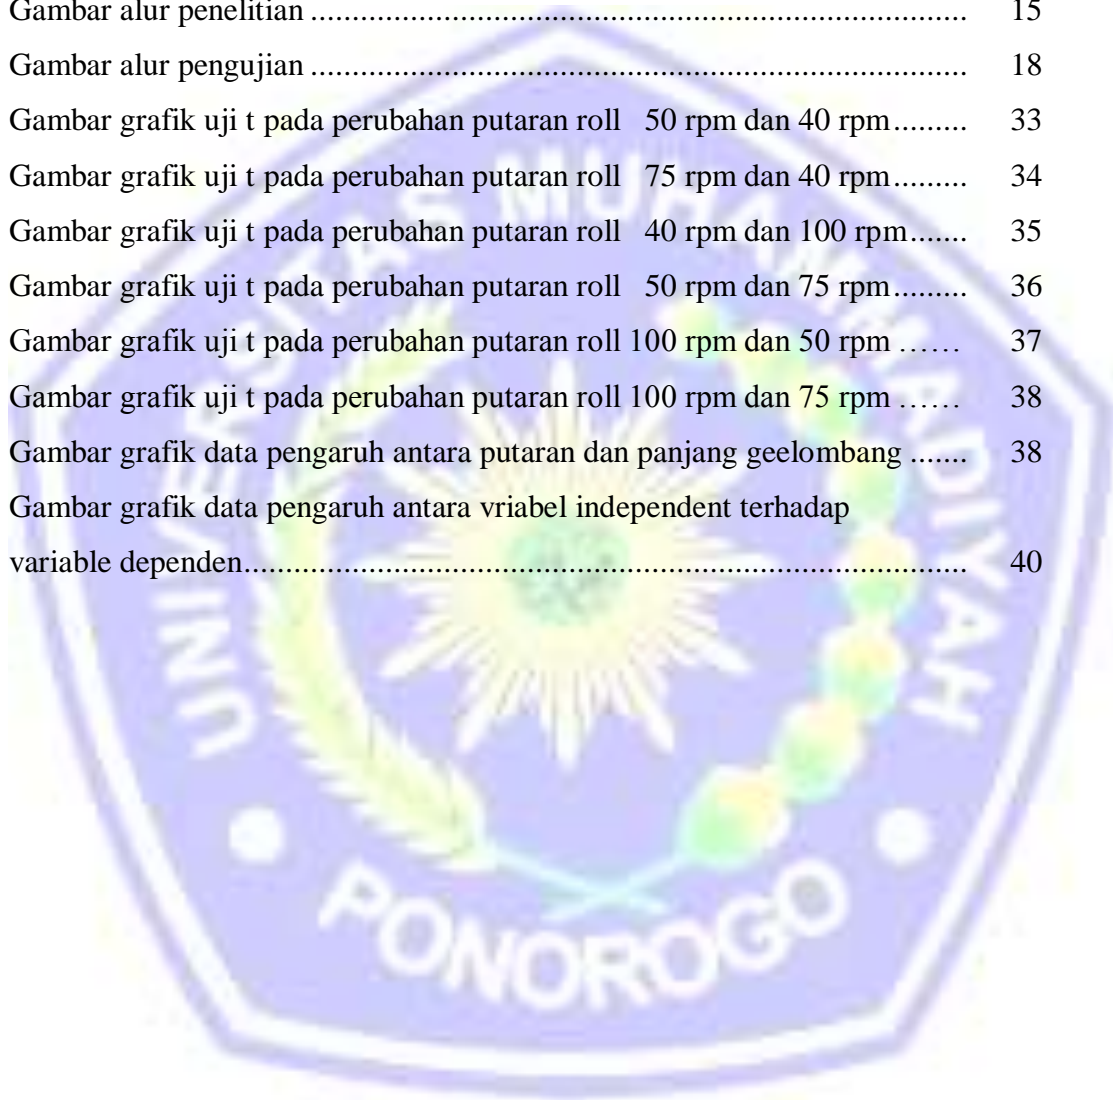 Gambar alur penelitian ................................................................................ 15
Gambar alur pengujian ................................................................................ 18
Gambar grafik uji t pada perubahan putaran roll 50 rpm dan 40 rpm......... 33
Gambar grafik uji t pada perubahan putaran roll 75 rpm dan 40 rpm......... 34
Gambar grafik uji t pada perubahan putaran roll 40 rpm dan 100 rpm....... 35
Gambar grafik uji t pada perubahan putaran roll 50 rpm dan 75 rpm......... 36
Gambar grafik uji t pada perubahan putaran roll 100 rpm dan 50 rpm ...... 37
Gambar grafik uji t pada perubahan putaran roll 100 rpm dan 75 rpm ...... 38
Gambar grafik data pengaruh antara putaran dan panjang geelombang ....... 38
Gambar grafik data pengaruh antara vriabel independent terhadap
variable dependen........................................................................................ 40
UNIVERSITAS MUHAMMADIYAH
PONOROGO